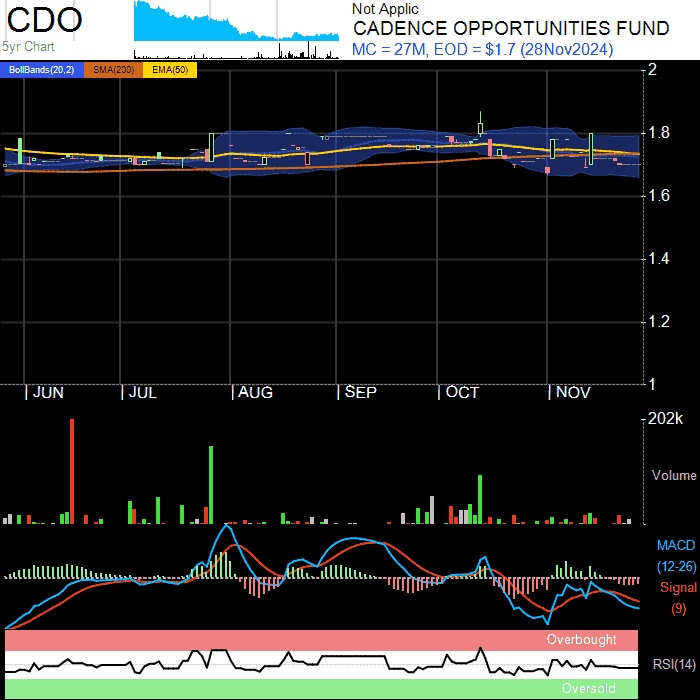 CDO
5yr Chart
Not Applic
CADENCE OPPORTUNITIES FUND
MC = 27M, EOD = $1.7 (28Nov2024)
BollBands(20,2) SMA(200) EMA(50)
2
1.8
1.6
1.4
1.2
1
JUN JUL AUG SEP OCT NOV
202k
Volume
MACD
(12-26)
Signal
(9)
Overbought
RSI(14)
Oversold